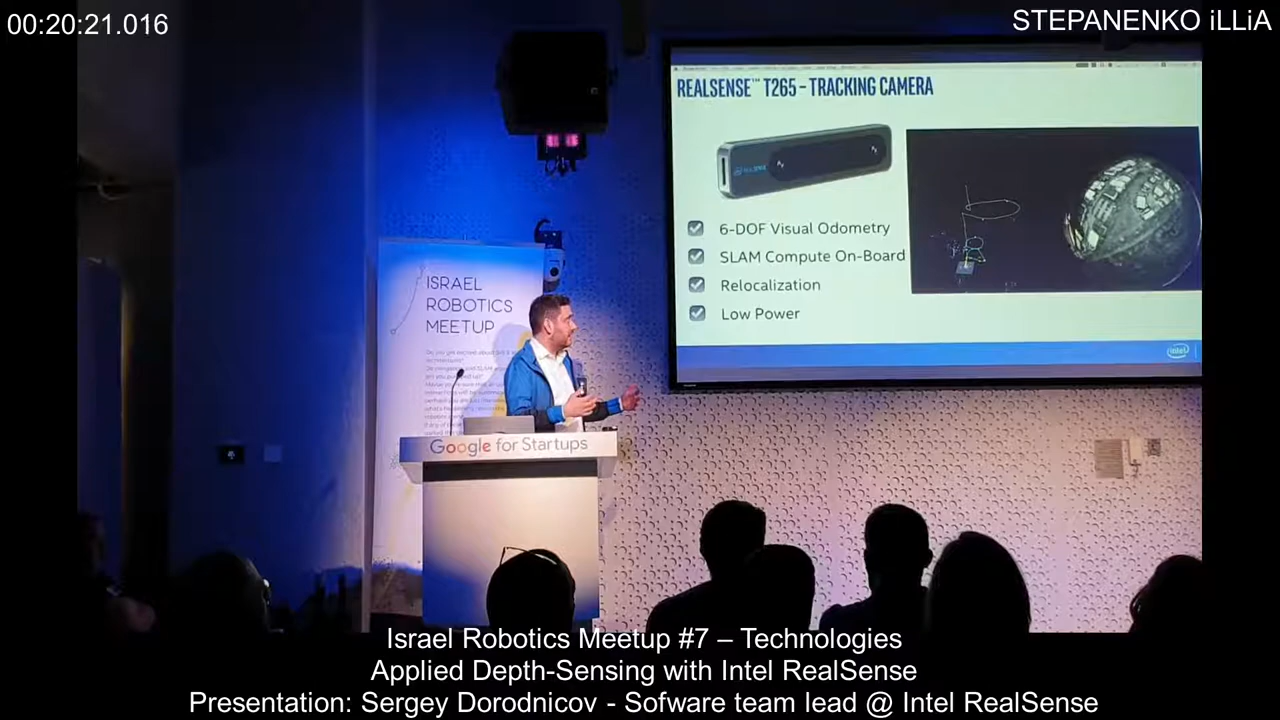 00:20:21.016
STEPANENKO iLLiA
REALSENSE™ T265 – TRACKING CAMERA
6-DOF Visual Odometry
SLAM Compute On-Board
Relocalization
Low Power
intel
ISRAEL
ROBOTICS
MEETUP
Google for Startups
Israel Robotics Meetup #7 – Technologies
Applied Depth-Sensing with Intel RealSense
Presentation: Sergey Dorodnicov - Sofware team lead @ Intel RealSense